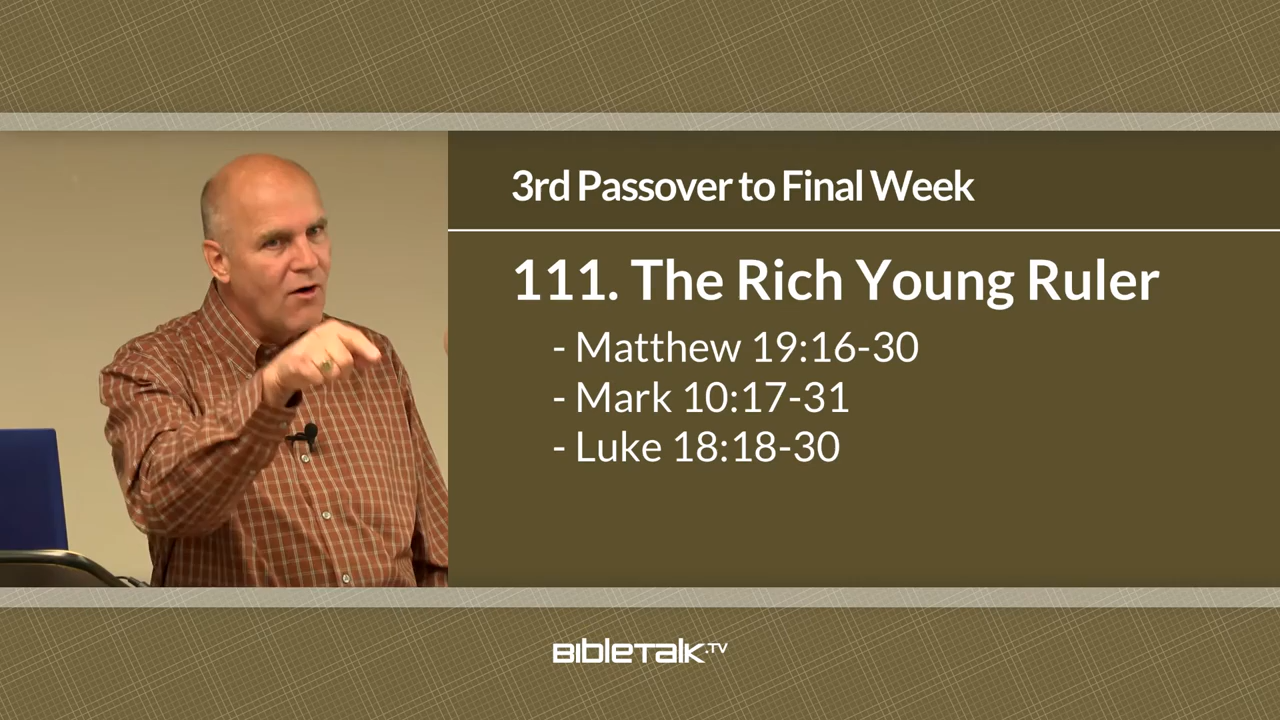 3rd Passover to Final Week
111. The Rich Young Ruler
- Matthew 19:16-30
- Mark 10:17-31
- Luke 18:18-30
BibleTalk.TV